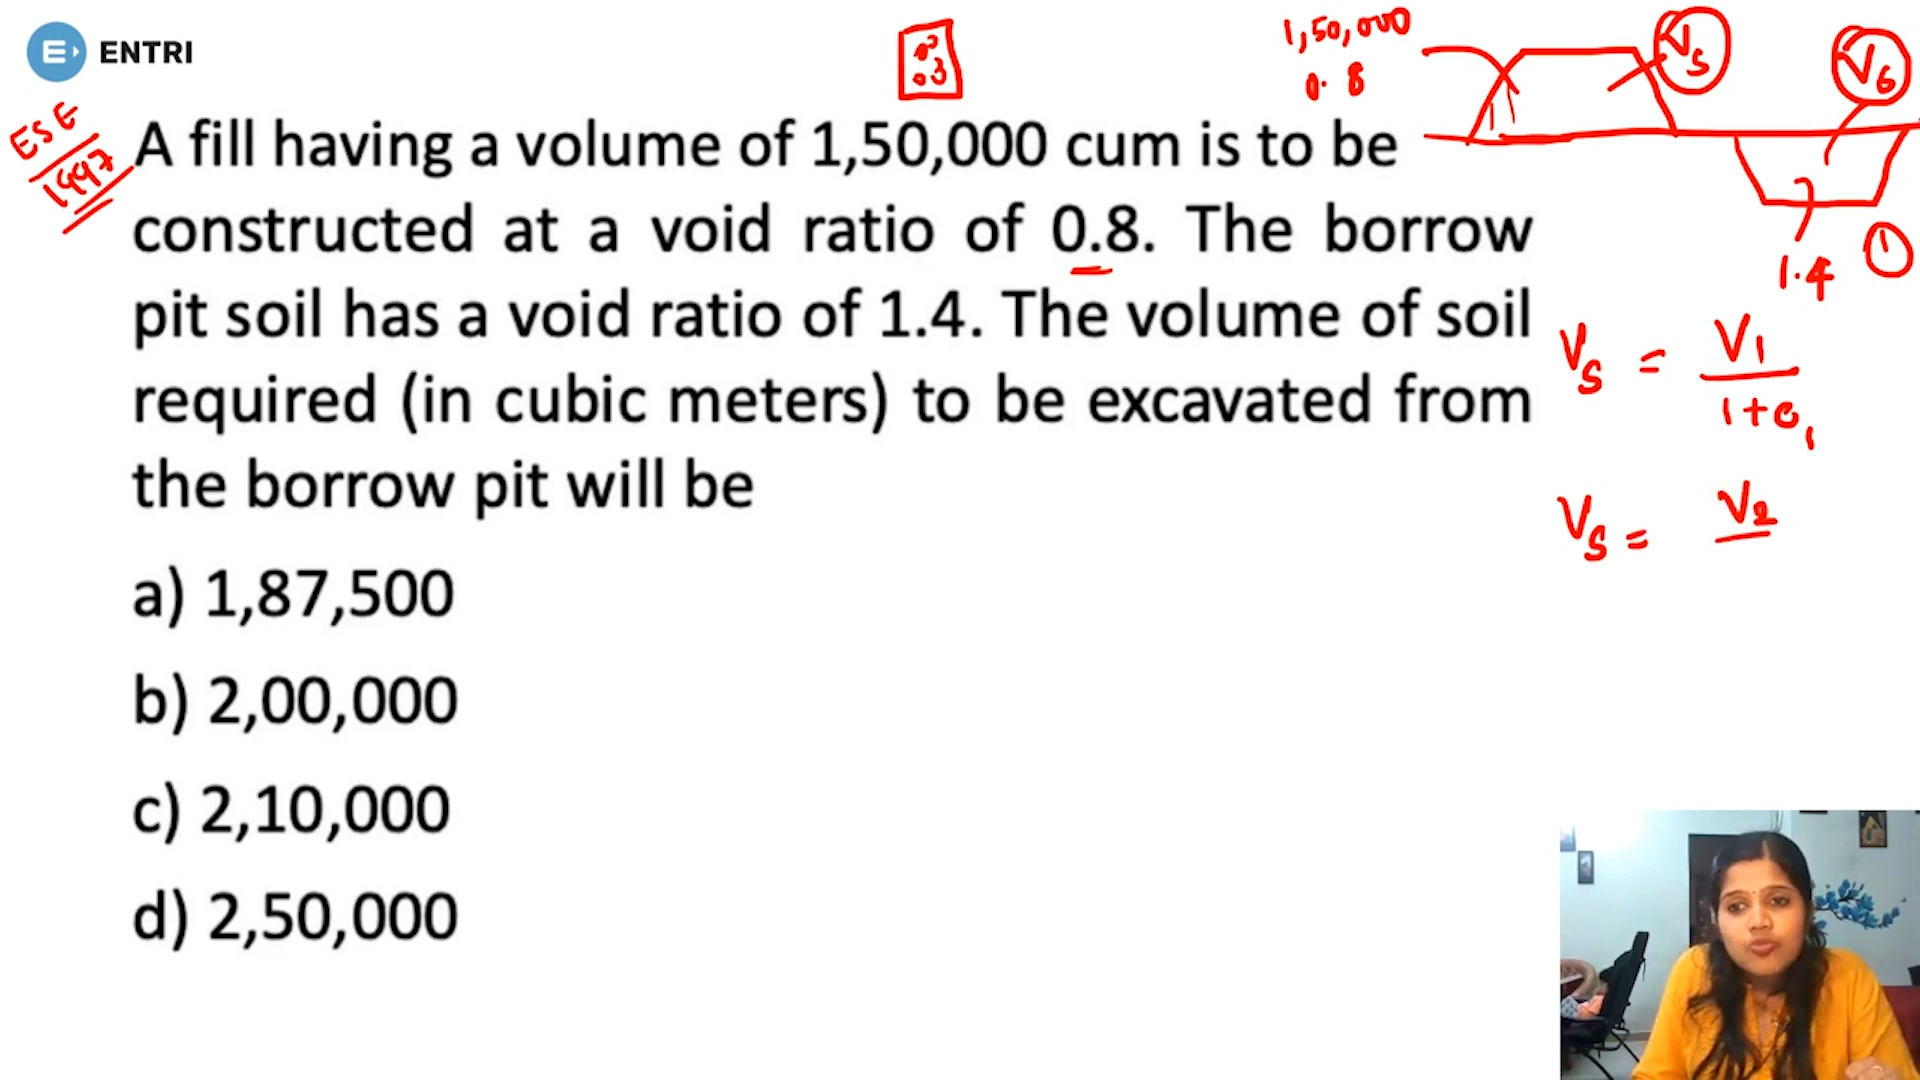 E ENTRI
ESE
1997
1,50,000
0.8
Vs
V6
1.4
1
A fill having a volume of 1,50,000 cum is to be
constructed at a void ratio of 0.8. The borrow
pit soil has a void ratio of 1.4. The volume of soil
required (in cubic meters) to be excavated from
the borrow pit will be
a) 1,87,500
b) 2,00,000
c) 2,10,000
d) 2,50,000
Vs = V1
1+e1
Vs = V2